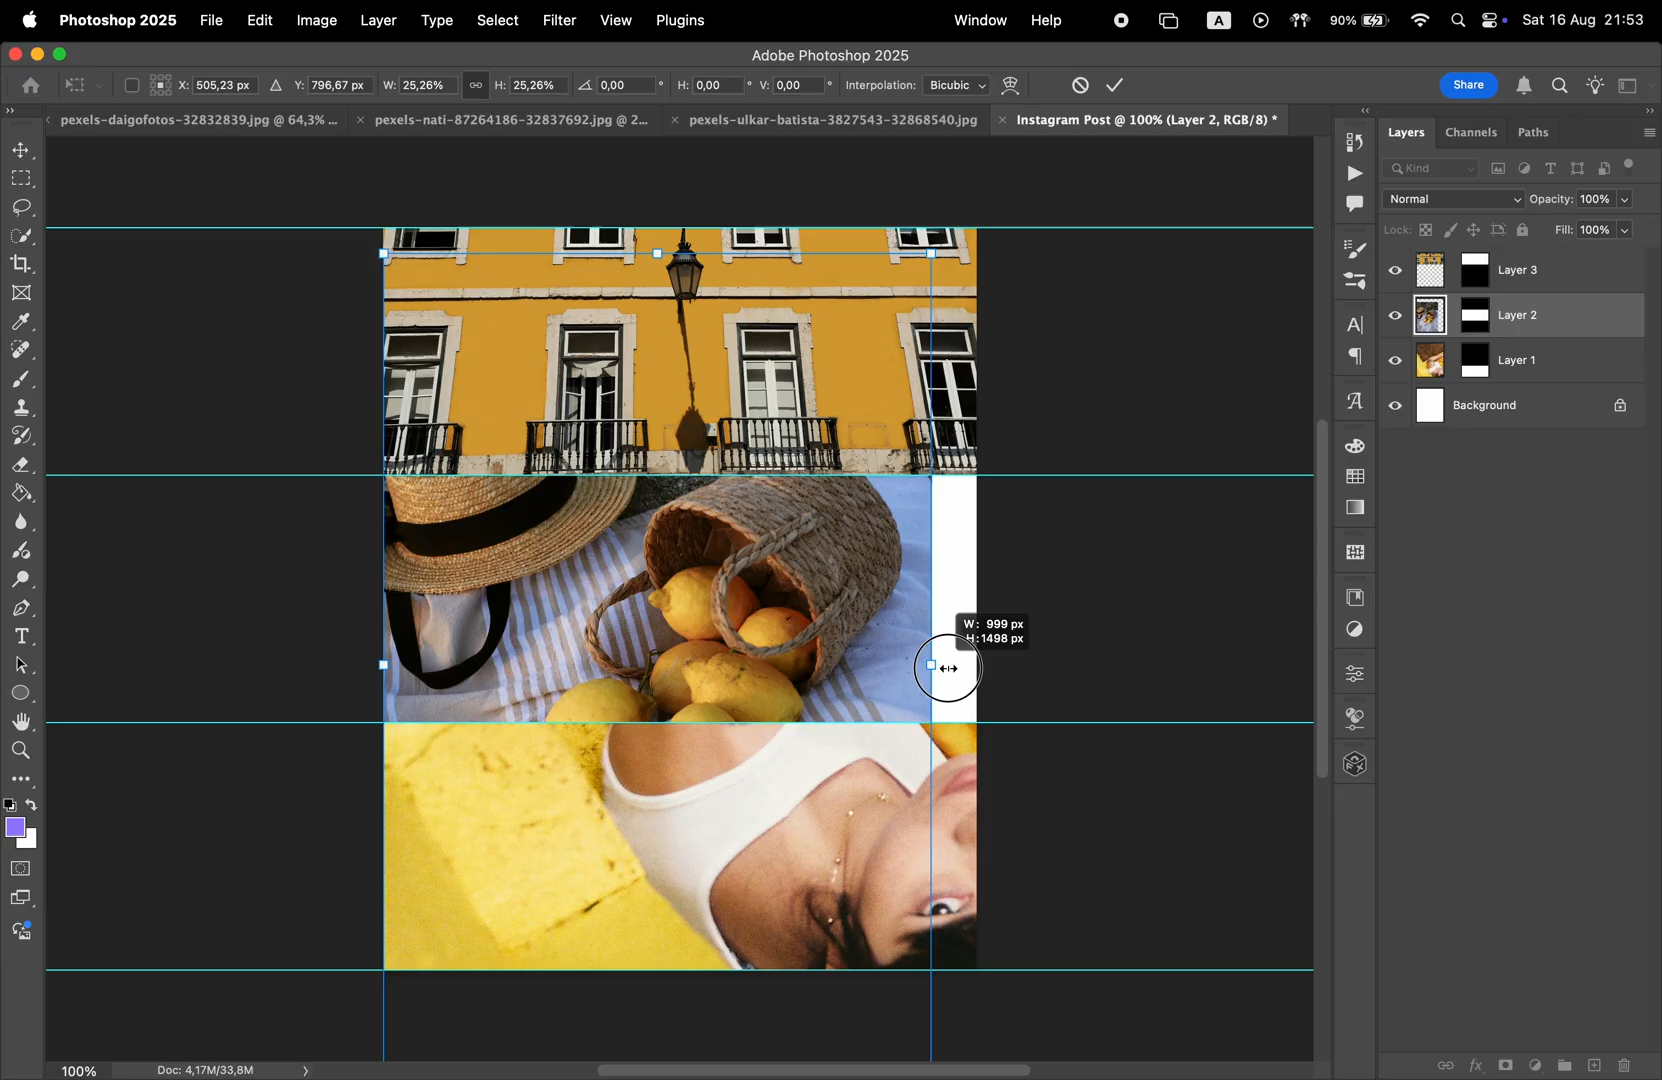 Photoshop 2025 File Edit Image Layer Type Select Filter View Plugins Window Help A 90% Sat 16 Aug 21:53
Adobe Photoshop 2025
X: 505,23 px Y: 796,67 px W: 25,26% H: 25,26% 0,00 ° H: 0,00 ° V: 0,00 ° Interpolation: Bicubic Share
pexels-daigofotos-32832839.jpg @ 64,3% ... × pexels-nati-87264186-32837692.jpg @ 2... × pexels-ulkar-batista-3827543-32868540.jpg × Instagram Post @ 100% (Layer 2, RGB/8) *
Layers Channels Paths
Kind
Normal Opacity: 100%
Lock: Fill: 100%
Layer 3
Layer 2
Layer 1
Background
W: 999 px
H: 1498 px
100% Doc: 4,17M/33,8M